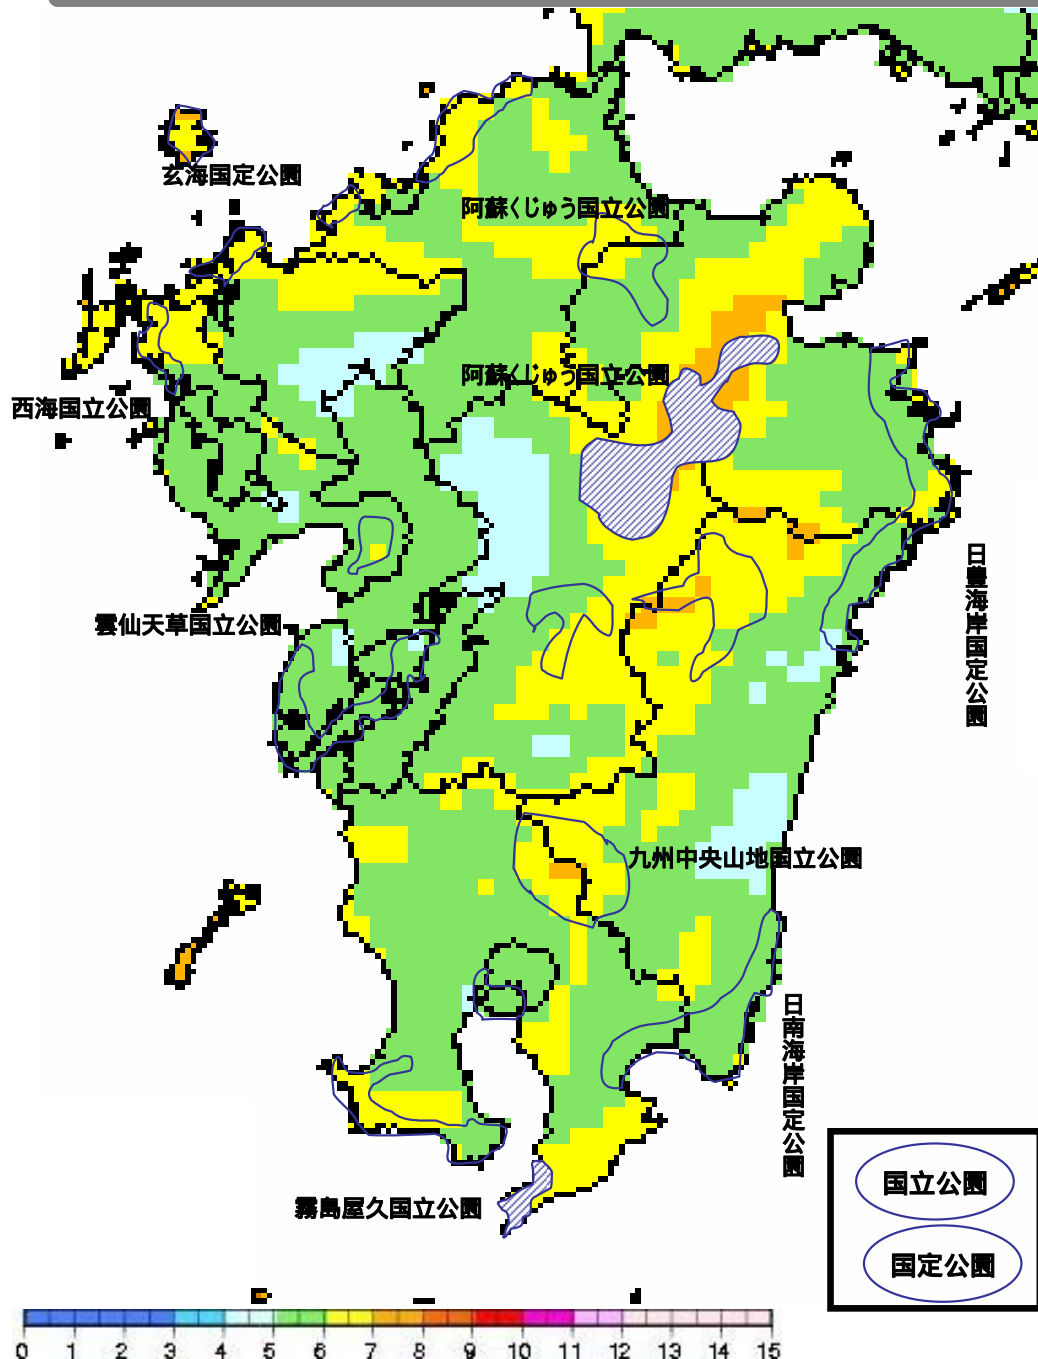 玄海国定公園
阿蘇くじゅう国立公園
阿蘇くじゅう国立公園
西海国立公園
日豊海岸国定公園
雲仙天草国立公園
九州中央山地国立公園
日南海岸国定公園
霧島屋久国立公園
国立公園
国定公園
0 1 2 3 4 5 6 7 8 9 10 11 12 13 14 15